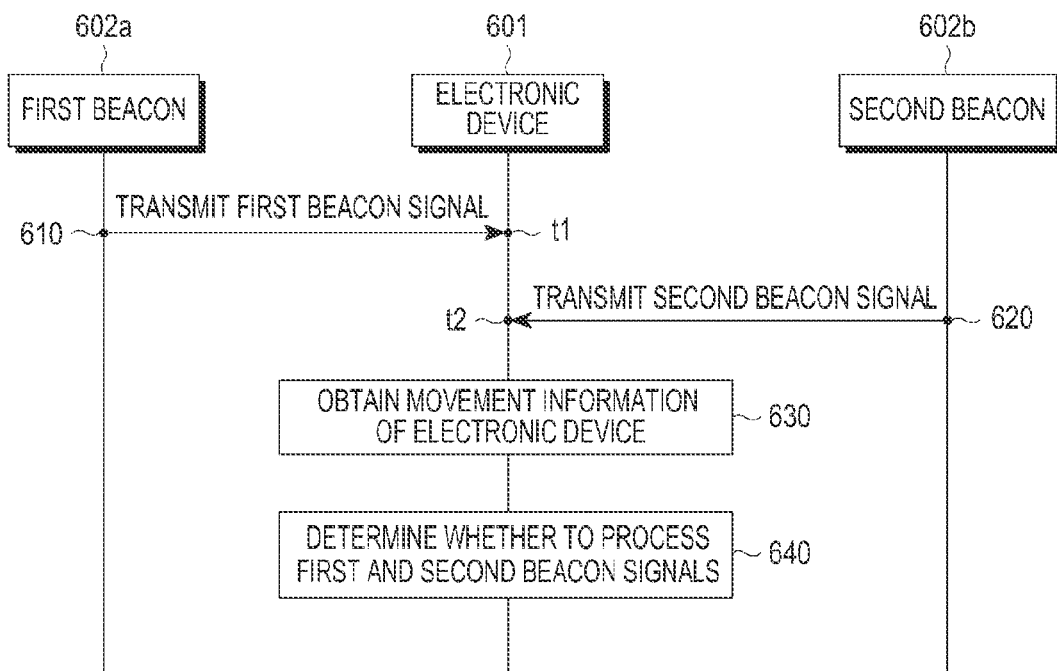 602a
601
602b
FIRST BEACON
ELECTRONIC
DEVICE
SECOND BEACON
TRANSMIT FIRST BEACON SIGNAL
610
t1
TRANSMIT SECOND BEACON SIGNAL
t2
620
OBTAIN MOVEMENT INFORMATION
OF ELECTRONIC DEVICE
630
DETERMINE WHETHER TO PROCESS
FIRST AND SECOND BEACON SIGNALS
640